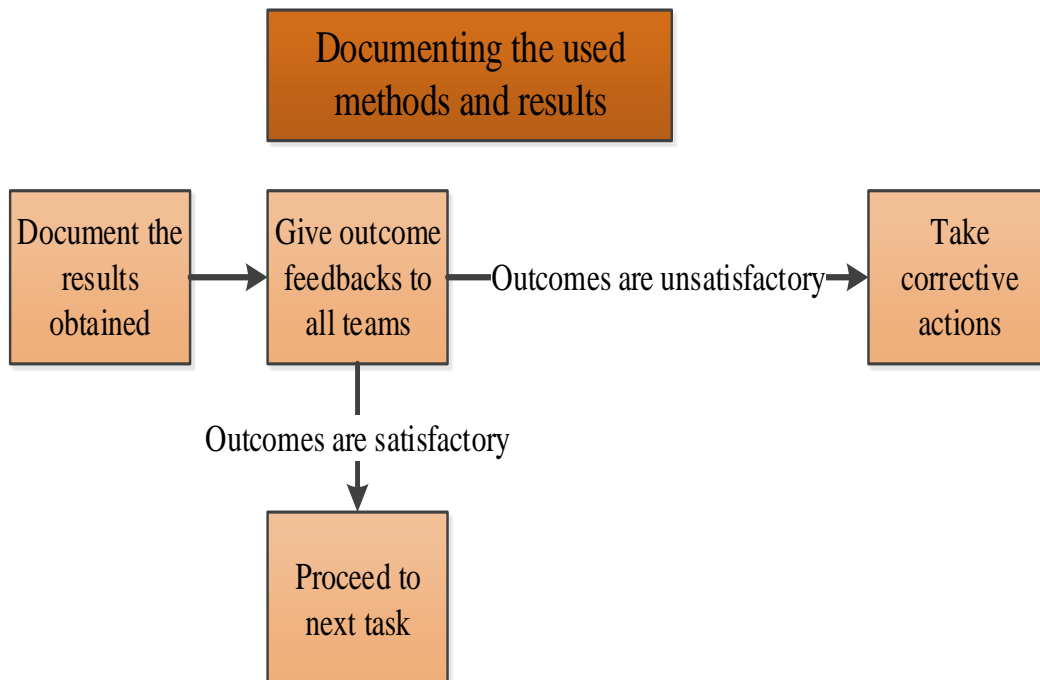 Documenting the used
methods and results
Document the
results
obtained
Give outcome
feedbacks to
all teams
Outcomes are unsatisfactory
Take
corrective
actions
Outcomes are satisfactory
Proceed to
next task